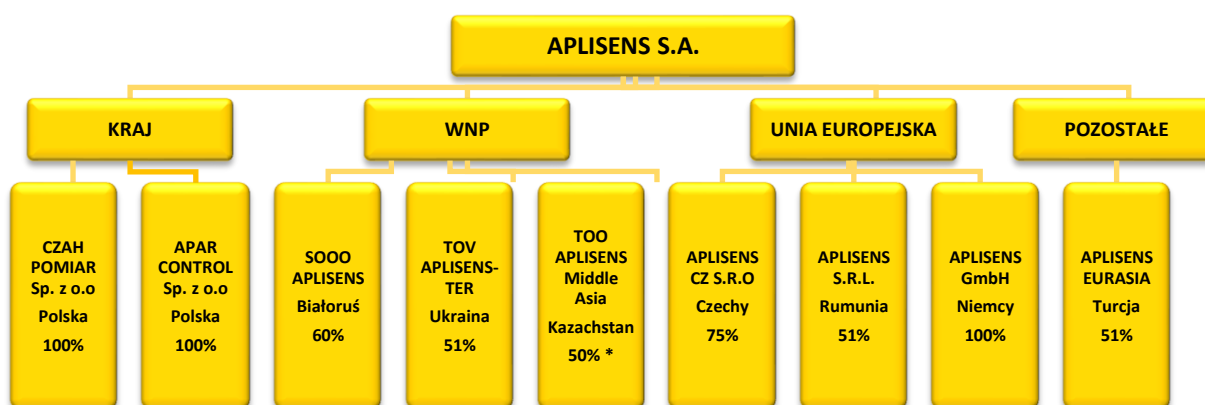 APLISENS S.A.
KRAJ
WNP
UNIA EUROPEJSKA
POZOSTAŁE
CZAH
POMIAR
Sp. z o.o
Polska
100%
APAR
CONTROL
Sp. z o.o
Polska
100%
SOOO
APLISENS
Białoruś
60%
TOV
APLISENS-
TER
Ukraina
51%
TOO
APLISENS
Middle
Asia
Kazachstan
50% *
APLISENS
CZ S.R.O
Czechy
75%
APLISENS
S.R.L.
Rumunia
51%
APLISENS
GmbH
Niemcy
100%
APLISENS
EURASIA
Turcja
51%